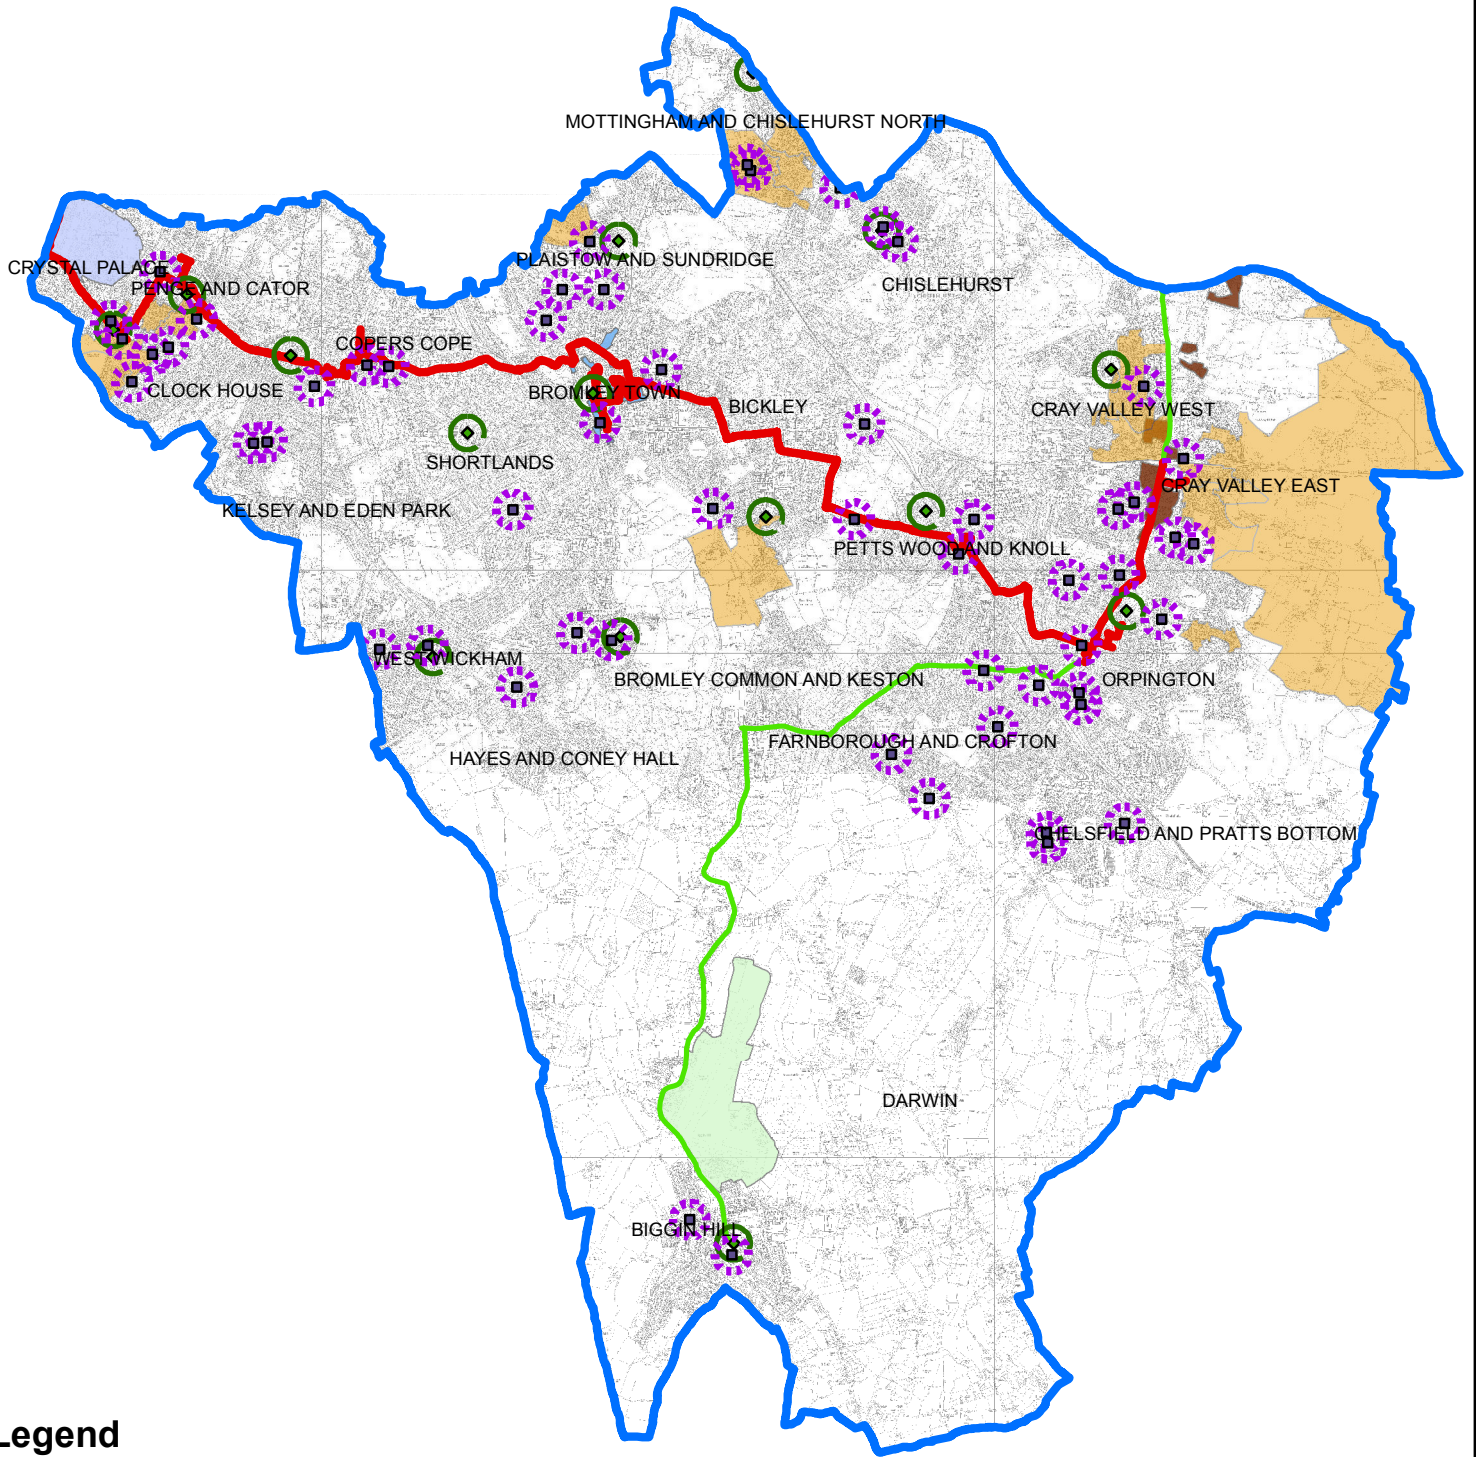 MOTTINGHAM AND CHISLEHURST NORTH
PLAISTOW AND SUNDRIDGE
CRYSTAL PALACE
PENGE AND CATOR
CHISLEHURST
COPERS COPE
CLOCK HOUSE
BROMLEY TOWN
BICKLEY
CRAY VALLEY WEST
SHORTLANDS
CRAY VALLEY EAST
KELSEY AND EDEN PARK
PETTS WOOD AND KNOLL
WEST WICKHAM
BROMLEY COMMON AND KESTON
ORPINGTON
FARNBOROUGH AND CROFTON
HAYES AND CONEY HALL
CHELSFIELD AND PRATTS BOTTOM
DARWIN
BIGGIN HILL
Legend